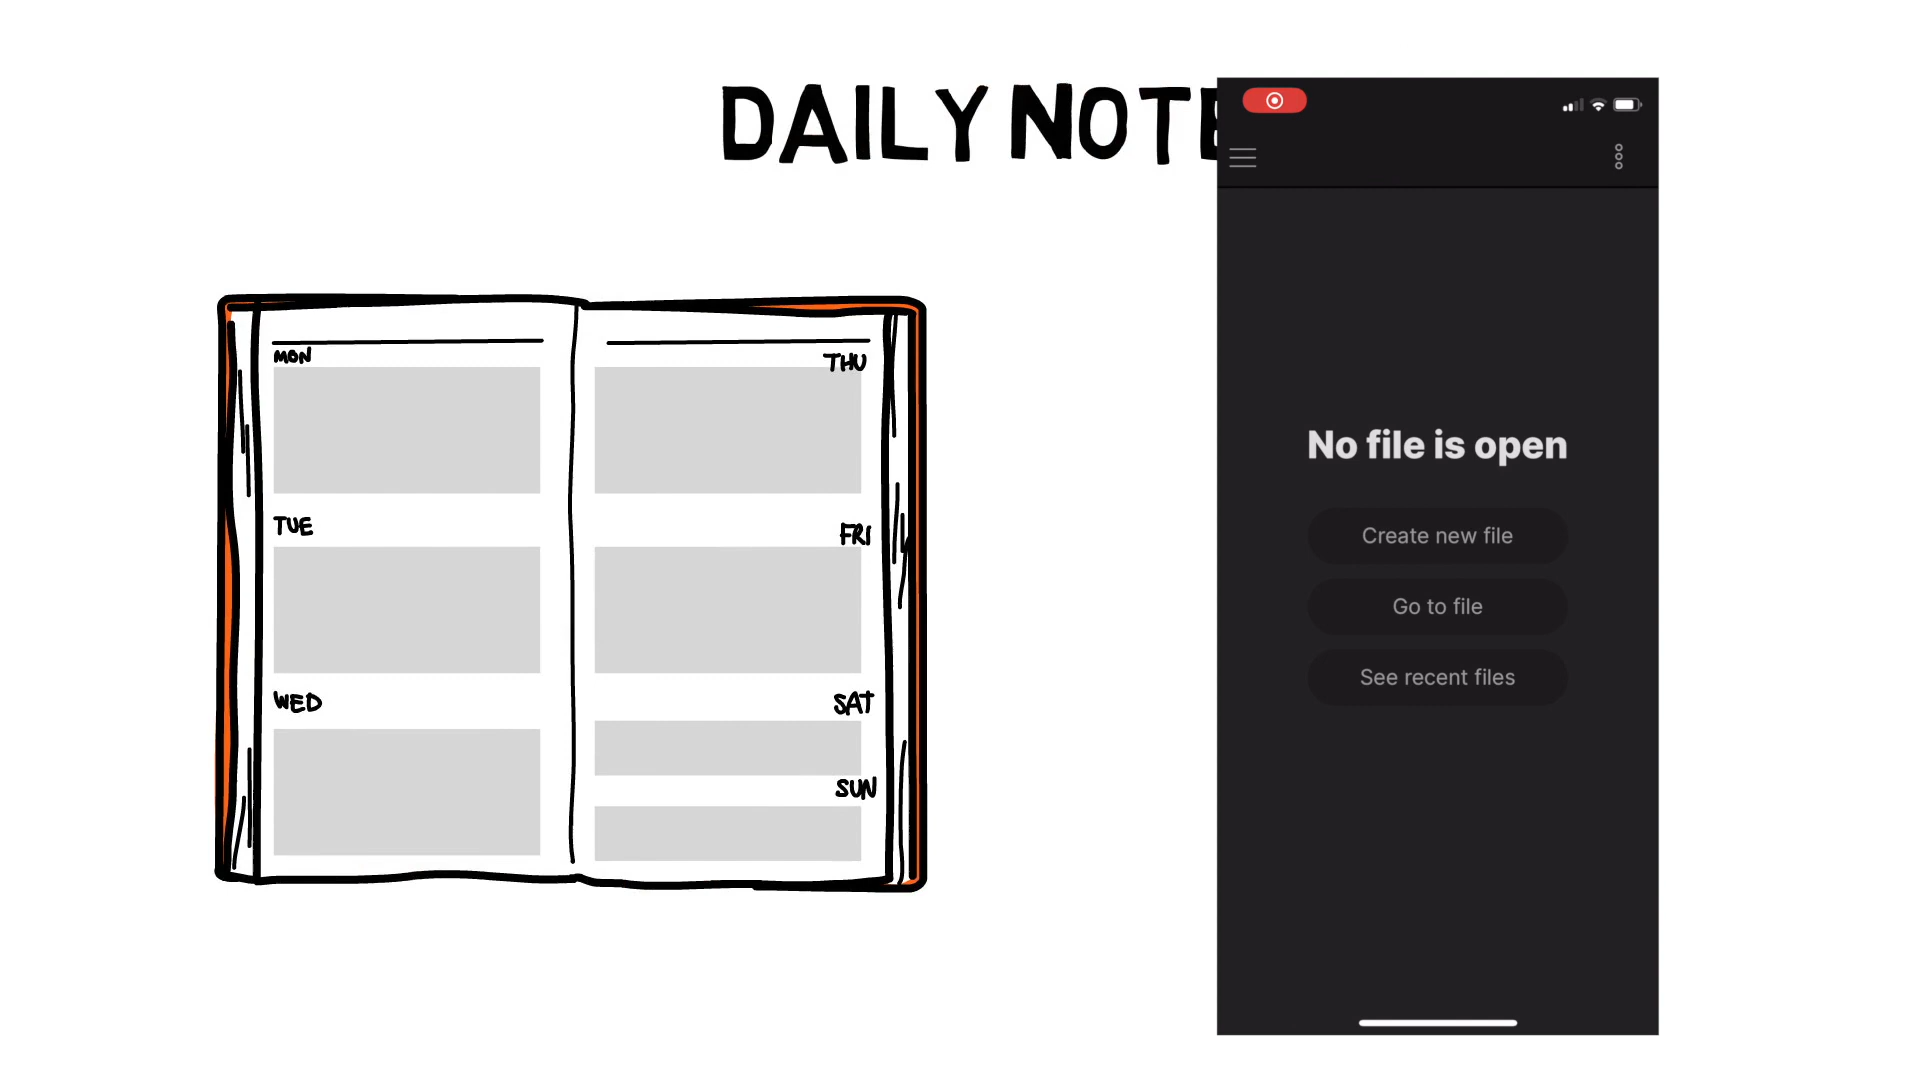 DAILY NOTE
MON
TUE
WED
THU
FRI
SAT
SUN
No file is open
Create new file
Go to file
See recent files